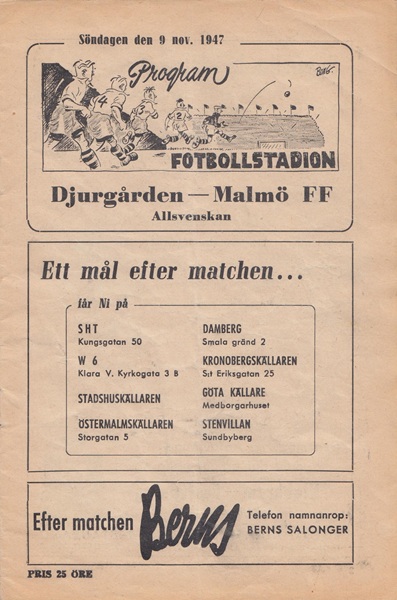 Söndagen den 9 nov. 1947
Program
FOTBOLLSTADION
Djurgården — Malmö FF
Allsvenskan
Ett mål efter matchen...
får Ni på
SHT
Kungsgatan 50
W 6
Klara V. Kyrkogata 3 B
STADSHUSKÄLLAREN
ÖSTERMALMSKÄLLAREN
Storgatan 5
DAMBERG
Smala gränd 2
KRONOBERGSKÄLLAREN
S:t Eriksgatan 25
GÖTA KÄLLARE
Medborgarhuset
STENVILLAN
Sundbyberg
Efter matchen Berns
Telefon namnanrop:
BERNS SALONGER
PRIS 25 ÖRE